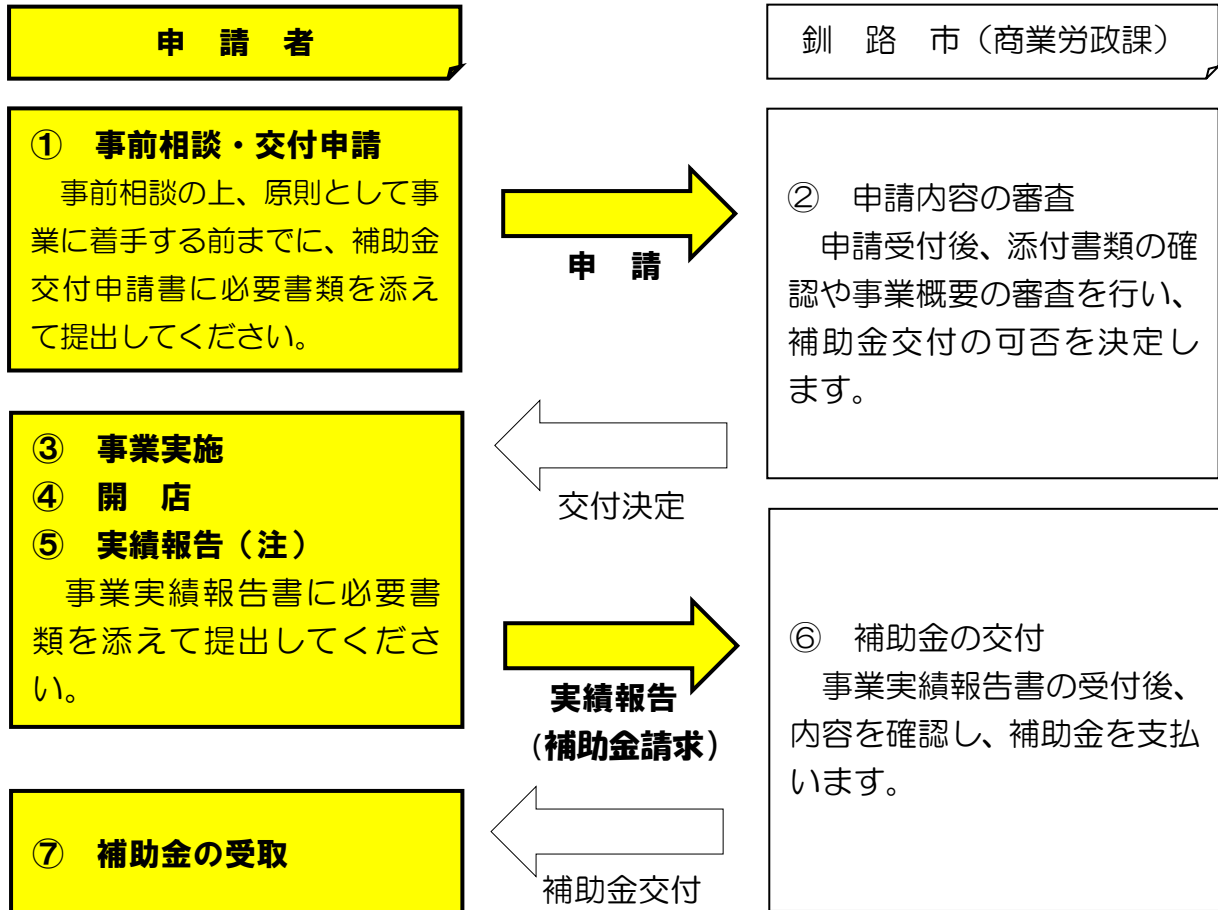 申　請　者
釧　路　市（商業労政課）
①　事前相談・交付申請
　事前相談の上、原則として事
業に着手する前までに、補助金
交付申請書に必要書類を添え
て提出してください。
申　請
②　申請内容の審査
　申請受付後、添付書類の確
認や事業概要の審査を行い、
補助金交付の可否を決定し
ます。
交付決定
③　事業実施
④　開　店
⑤　実績報告（注）
　事業実績報告書に必要書
類を添えて提出してくださ
い。
実績報告
(補助金請求)
⑥　補助金の交付
　事業実績報告書の受付後、
内容を確認し、補助金を支払
います。
補助金交付
⑦　補助金の受取